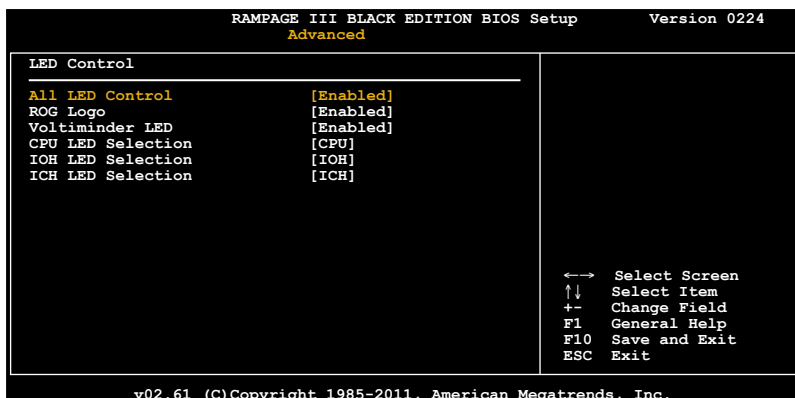 RAMPAGE III BLACK EDITION BIOS Setup Version 0224
Advanced
LED Control
All LED Control [Enabled]
ROG Logo [Enabled]
Voltiminder LED [Enabled]
CPU LED Selection [CPU]
IOH LED Selection [IOH]
ICH LED Selection [ICH]
←→ Select Screen
↑↓ Select Item
+- Change Field
F1 General Help
F10 Save and Exit
ESC Exit
v02.61 (C)Copyright 1985-2011, American Megatrends, Inc.